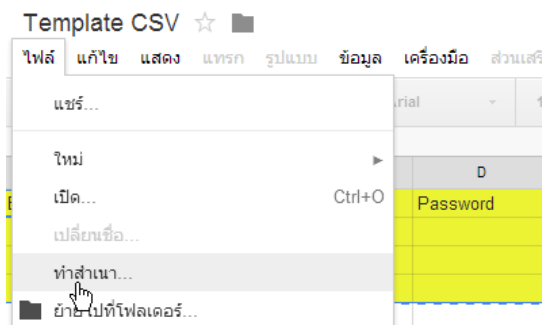 Template CSV
ไฟล์ แก้ไข แสดง แทรก รูปแบบ ข้อมูล เครื่องมือ
แชร์...
ใหม่
D
เปิด... Ctrl+O
Password
เปลี่ยนชื่อ...
ทำสำเนา...
ย้ายไปที่โฟลเดอร์...